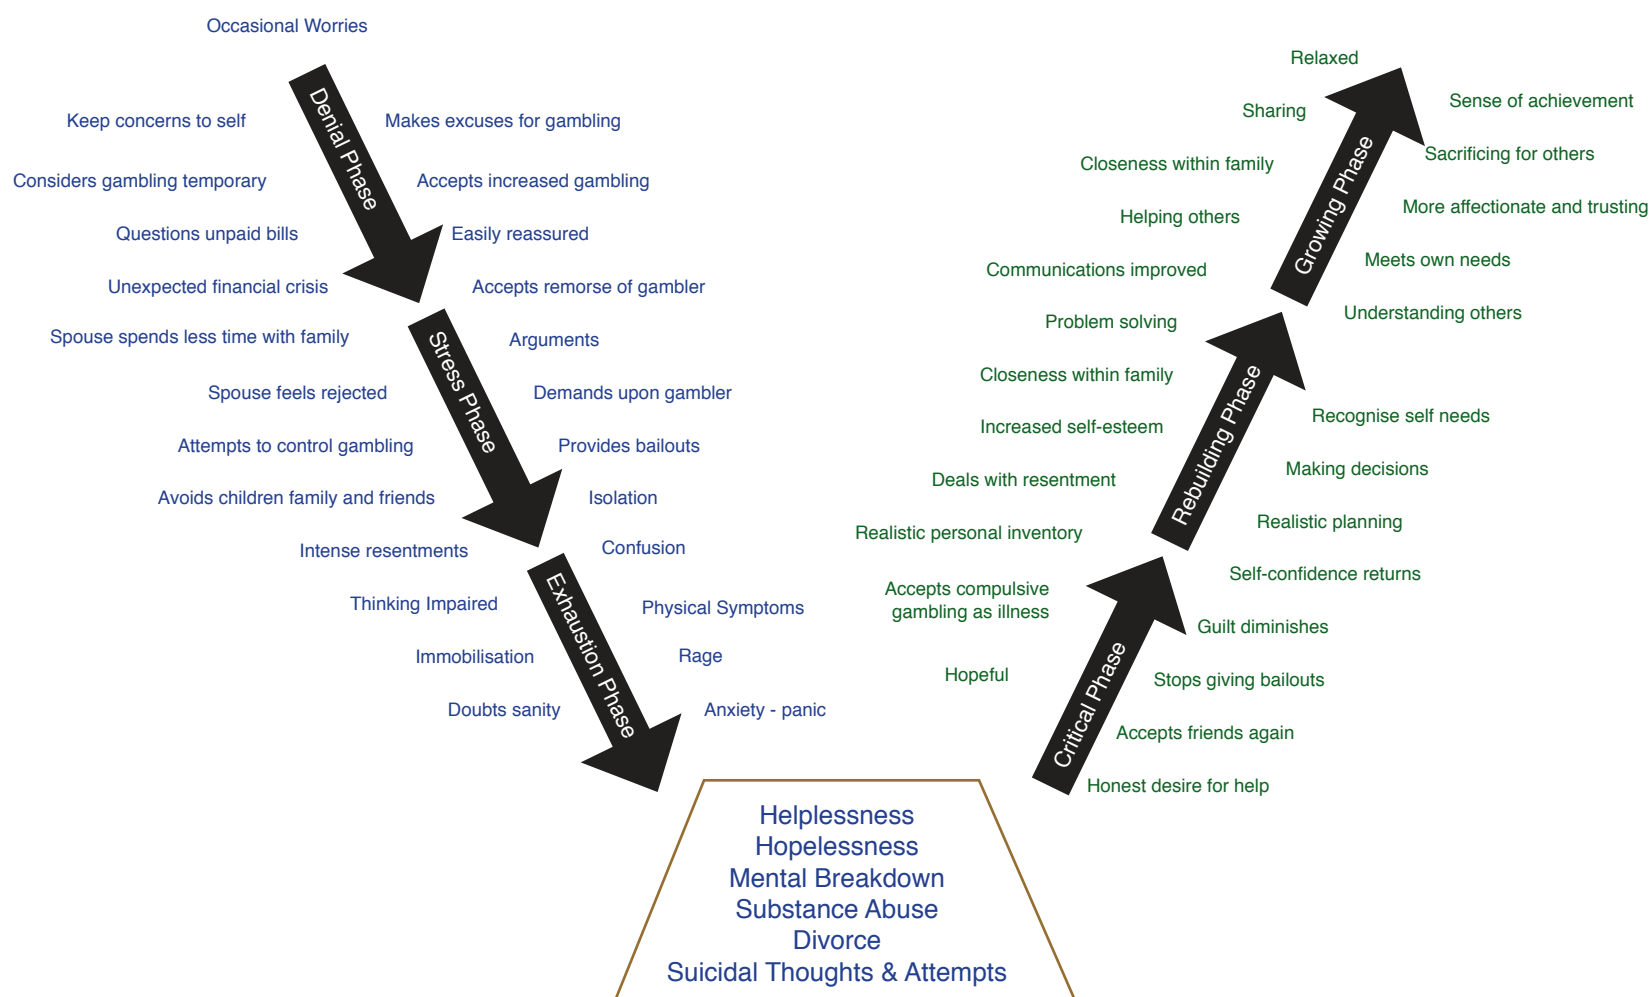 Occasional Worries
Denial Phase
Keep concerns to self
Considers gambling temporary
Questions unpaid bills
Unexpected financial crisis
Makes excuses for gambling
Accepts increased gambling
Easily reassured
Accepts remorse of gambler
Stress Phase
Spouse spends less time with family
Spouse feels rejected
Attempts to control gambling
Avoids children family and friends
Arguments
Demands upon gambler
Provides bailouts
Isolation
Exhaustion Phase
Intense resentments
Thinking Impaired
Immobilisation
Doubts sanity
Confusion
Physical Symptoms
Rage
Anxiety - panic
Helplessness
Hopelessness
Mental Breakdown
Substance Abuse
Divorce
Suicidal Thoughts & Attempts
Relaxed
Sharing
Closeness within family
Helping others
Communications improved
Growing Phase
Sense of achievement
Sacrificing for others
More affectionate and trusting
Meets own needs
Understanding others
Problem solving
Closeness within family
Increased self-esteem
Deals with resentment
Realistic personal inventory
Rebuilding Phase
Recognise self needs
Making decisions
Realistic planning
Self-confidence returns
Accepts compulsive
gambling as illness
Hopeful
Critical Phase
Guilt diminishes
Stops giving bailouts
Accepts friends again
Honest desire for help